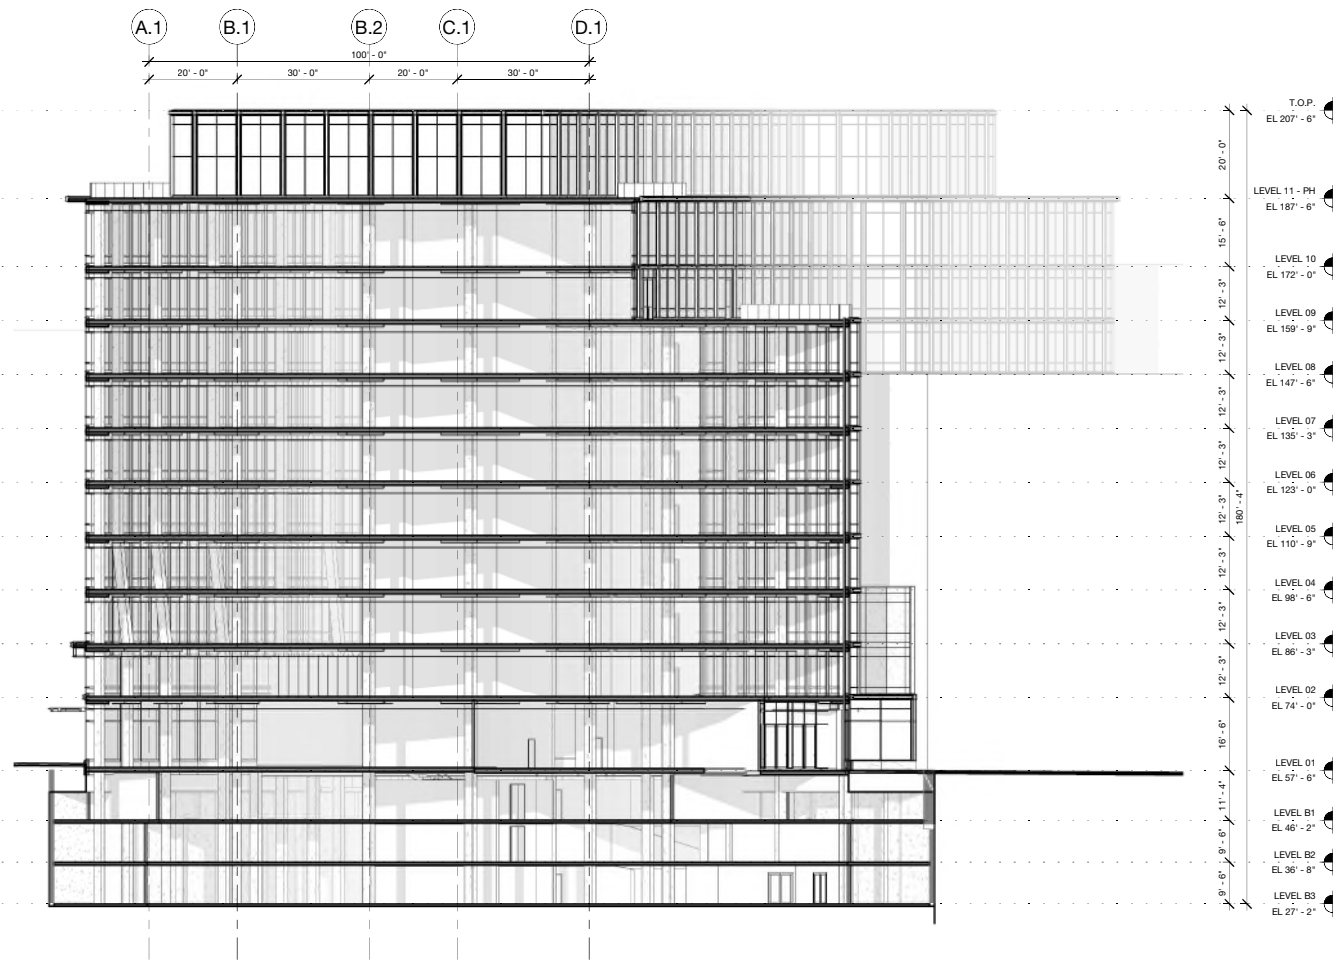 A.1 B.1 B.2 C.1 D.1
100' - 0"
20' - 0" 30' - 0" 20' - 0" 30' - 0"
T.O.P.
EL 207' - 6"
20' - 0"
LEVEL 11 - PH
EL 187' - 6"
15' - 6"
LEVEL 10
EL 172' - 0"
12' - 3"
LEVEL 09
EL 159' - 9"
12' - 3"
LEVEL 08
EL 147' - 6"
12' - 3"
LEVEL 07
EL 135' - 3"
12' - 3"
LEVEL 06
EL 123' - 0"
12' - 3"
180' - 4"
LEVEL 05
EL 110' - 9"
12' - 3"
LEVEL 04
EL 98' - 6"
12' - 3"
LEVEL 03
EL 86' - 3"
12' - 3"
LEVEL 02
EL 74' - 0"
16' - 6"
LEVEL 01
EL 57' - 6"
11' - 4"
LEVEL B1
EL 46' - 2"
9' - 6"
LEVEL B2
EL 36' - 8"
9' - 6"
LEVEL B3
EL 27' - 2"